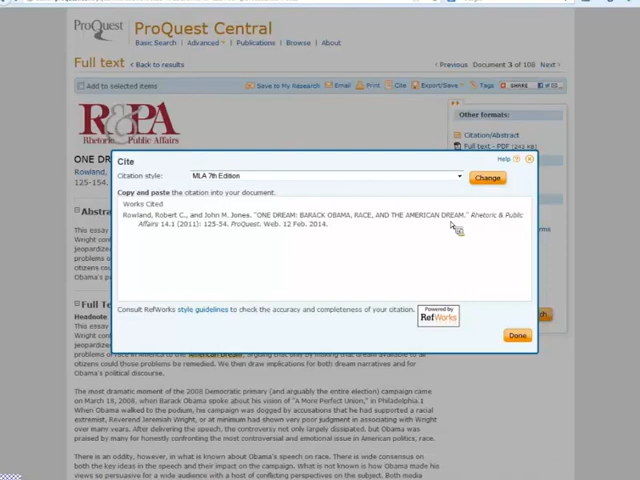 ProQuest
ProQuest Central
Basic Search | Advanced | Publications | Browse | About
Full text
Back to results
Previous Document 3 of 108 Next
Add to selected items
Save to My Research
Email
Print
Cite
Export/Save
Tags
SHARE
R&PA
Rhetoric & Public Affairs
Other formats:
Citation/Abstract
Full text - PDF (243 KB)
ONE DR
Rowland,
125-154.
Cite
Help
Citation style:
MLA 7th Edition
Change
Copy and paste the citation into your document.
Works Cited
Rowland, Robert C., and John M. Jones. "ONE DREAM: BARACK OBAMA, RACE, AND THE AMERICAN DREAM." Rhetoric & Public
Affairs 14.1 (2011): 125-54. ProQuest. Web. 12 Feb. 2014.
Consult RefWorks style guidelines to check the accuracy and completeness of your citation.
Powered by
RefWorks
Done
Abstra
This essay
Wright con
jeopardize
citizens cou
Obama's p
Full Tex
Headnote
This essay
Wright con
problems of race in America to the American Dream, arguing that only by making that dream available to all
citizens could those problems be remedied. We then draw implications for both dream narratives and for
Obama's political discourse.
The most dramatic moment of the 2008 Democratic primary (and arguably the entire election) campaign came
on March 18, 2008, when Barack Obama spoke about his vision of "A More Perfect Union," in Philadelphia.1
When Obama walked to the podium, his campaign was dogged by accusations that he had supported a racial
extremist, Reverend Jeremiah Wright, or at minimum had shown very poor judgment in associating with Wright
over many years. After delivering the speech, the controversy not only largely dissipated, but Obama was
praised by many for honestly confronting the most controversial and emotional issue in American politics, race.
There is an oddity, however, in what is known about Obama's speech on race. There is wide consensus on
both the key ideas in the speech and their impact on the campaign. What is not known is how Obama made his
views so persuasive for a wide audience with a host of conflicting perspectives on the subject. Both media